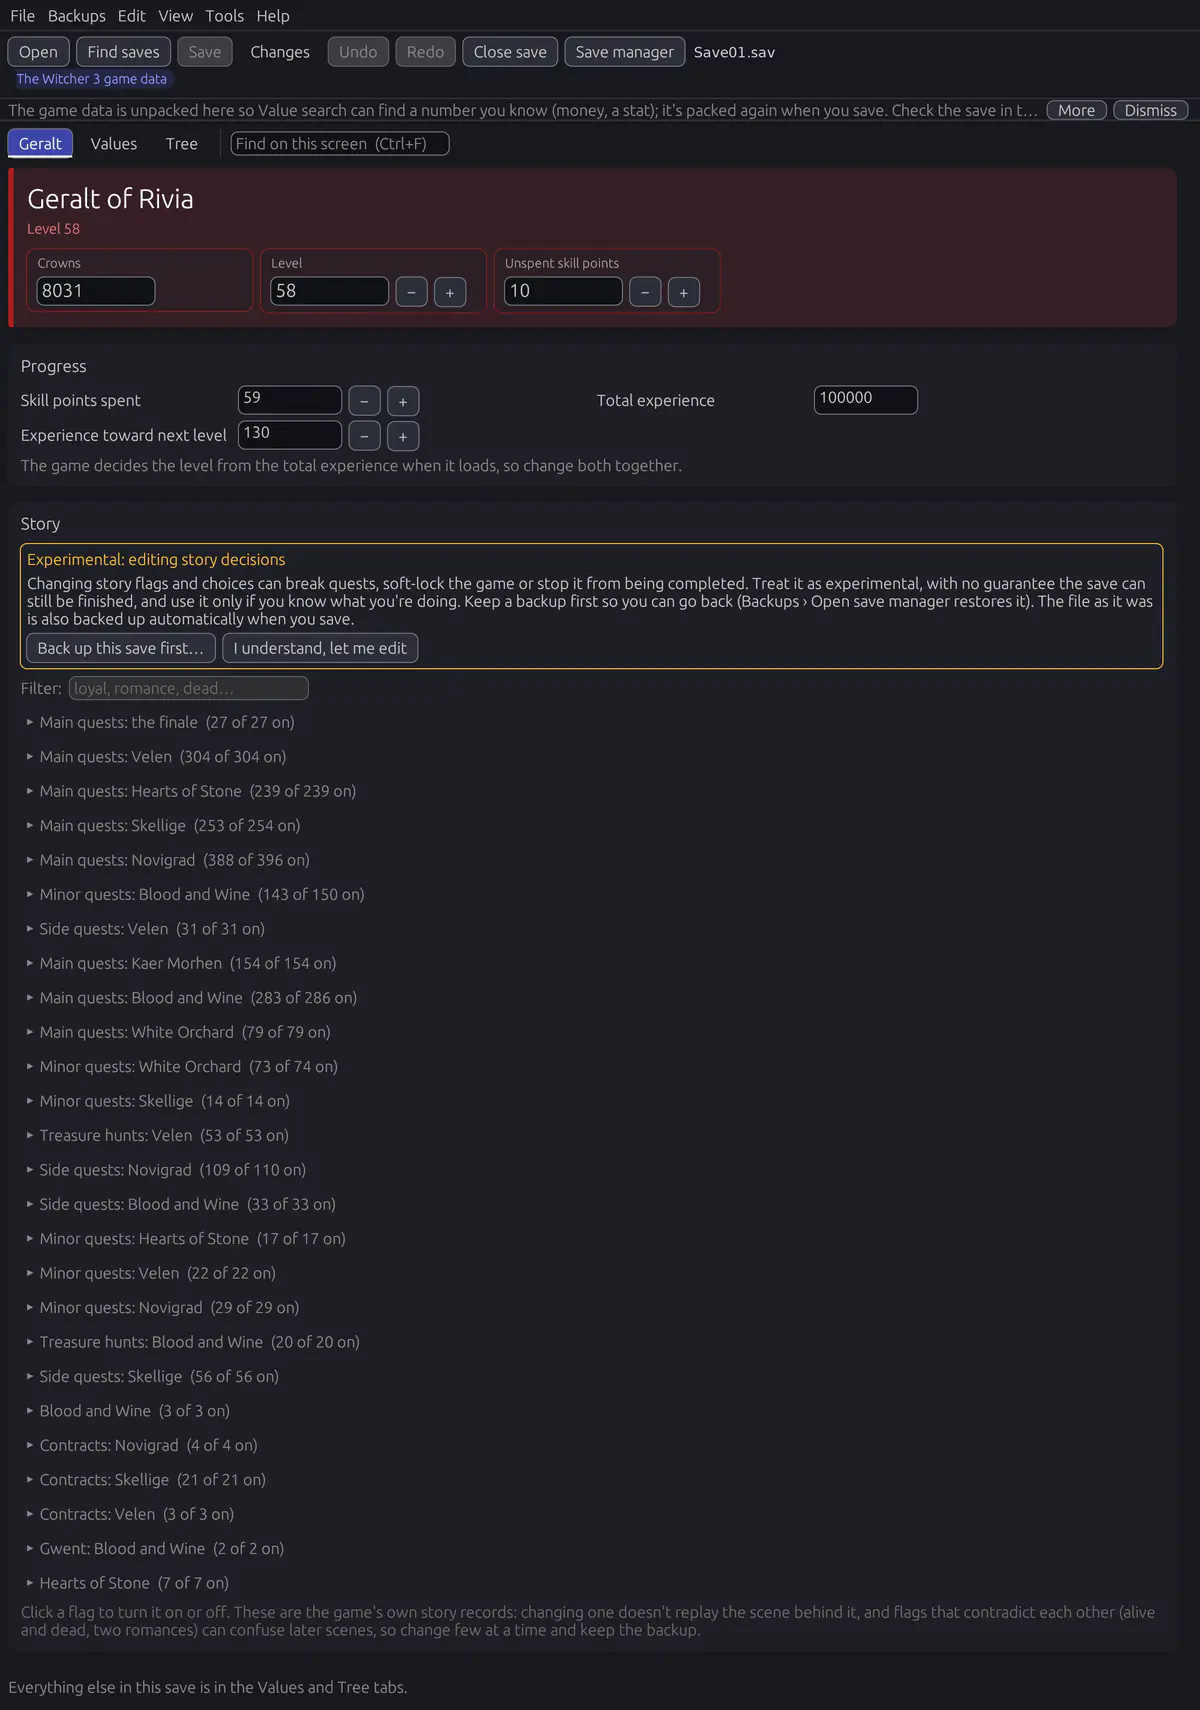 File Backups Edit View Tools Help
Open Find saves Save Changes Undo Redo Close save Save manager Save01.sav
The Witcher 3 game data
The game data is unpacked here so Value search can find a number you know (money, a stat); it's packed again when you save. Check the save in t... More Dismiss
Geralt Values Tree Find on this screen (Ctrl+F)
Geralt of Rivia
Level 58
Crowns Level Unspent skill points
8031 58 − + 10 − +
Progress
Skill points spent 59 − + Total experience 100000
Experience toward next level 130 − +
The game decides the level from the total experience when it loads, so change both together.
Story
Experimental: editing story decisions
Changing story flags and choices can break quests, soft-lock the game or stop it from being completed. Treat it as experimental, with no guarantee the save can
still be finished, and use it only if you know what you're doing. Keep a backup first so you can go back (Backups › Open save manager restores it). The file as it was
is also backed up automatically when you save.
Back up this save first... I understand, let me edit
Filter: loyal, romance, dead...
▸ Main quests: the finale (27 of 27 on)
▸ Main quests: Velen (304 of 304 on)
▸ Main quests: Hearts of Stone (239 of 239 on)
▸ Main quests: Skellige (253 of 254 on)
▸ Main quests: Novigrad (388 of 396 on)
▸ Minor quests: Blood and Wine (143 of 150 on)
▸ Side quests: Velen (31 of 31 on)
▸ Main quests: Kaer Morhen (154 of 154 on)
▸ Main quests: Blood and Wine (283 of 286 on)
▸ Main quests: White Orchard (79 of 79 on)
▸ Minor quests: White Orchard (73 of 74 on)
▸ Minor quests: Skellige (14 of 14 on)
▸ Treasure hunts: Velen (53 of 53 on)
▸ Side quests: Novigrad (109 of 110 on)
▸ Side quests: Blood and Wine (33 of 33 on)
▸ Minor quests: Hearts of Stone (17 of 17 on)
▸ Minor quests: Velen (22 of 22 on)
▸ Minor quests: Novigrad (29 of 29 on)
▸ Treasure hunts: Blood and Wine (20 of 20 on)
▸ Side quests: Skellige (56 of 56 on)
▸ Blood and Wine (3 of 3 on)
▸ Contracts: Novigrad (4 of 4 on)
▸ Contracts: Skellige (21 of 21 on)
▸ Contracts: Velen (3 of 3 on)
▸ Gwent: Blood and Wine (2 of 2 on)
▸ Hearts of Stone (7 of 7 on)
Click a flag to turn it on or off. These are the game's own story records: changing one doesn't replay the scene behind it, and flags that contradict each other (alive
and dead, two romances) can confuse later scenes, so change few at a time and keep the backup.
Everything else in this save is in the Values and Tree tabs.